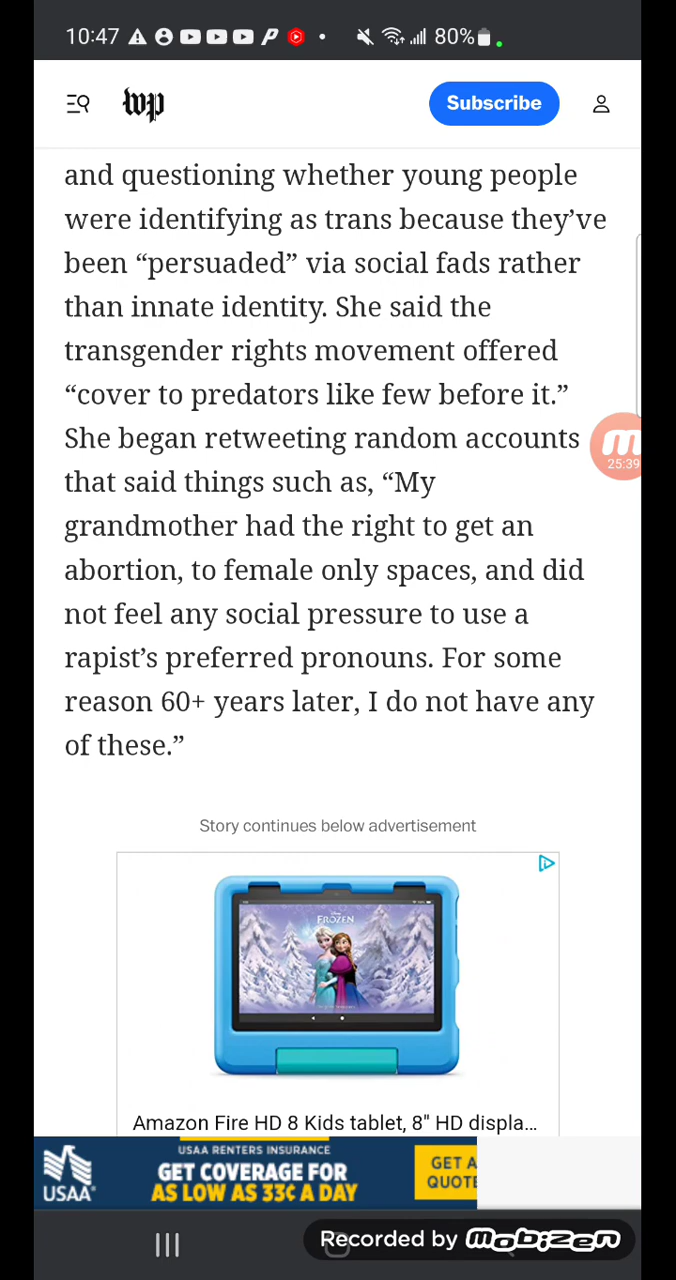 10:47
80%
wp
Subscribe
and questioning whether young people
were identifying as trans because they’ve
been “persuaded” via social fads rather
than innate identity. She said the
transgender rights movement offered
“cover to predators like few before it.”
She began retweeting random accounts
that said things such as, “My
grandmother had the right to get an
abortion, to female only spaces, and did
not feel any social pressure to use a
rapist’s preferred pronouns. For some
reason 60+ years later, I do not have any
of these.”
m
25:39
Story continues below advertisement
FROZEN
Amazon Fire HD 8 Kids tablet, 8" HD displa...
USAA
USAA RENTERS INSURANCE
GET COVERAGE FOR
AS LOW AS 33¢ A DAY
GET A
QUOTE
Recorded by mobizen